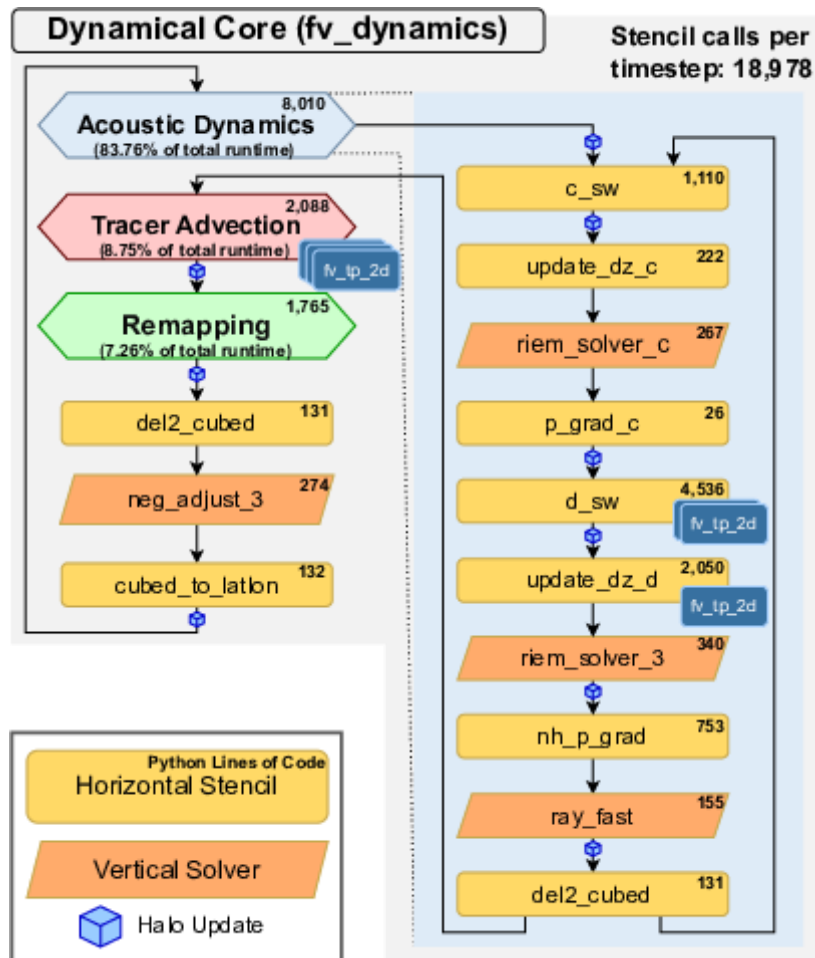 Dynamical Core (fv_dynamics)
Stencil calls per
timestep: 18,978
8,010
Acoustic Dynamics
(83.76% of total runtime)
2,088
Tracer Advection
(8.75% of total runtime)
fv_tp_2d
1,765
Remapping
(7.26% of total runtime)
131
del2_cubed
274
neg_adjust_3
132
cubed_to_latlon
1,110
c_sw
222
update_dz_c
267
riem_solver_c
26
p_grad_c
4,536
d_sw
fv_tp_2d
2,050
update_dz_d
fv_tp_2d
340
riem_solver_3
753
nh_p_grad
155
ray_fast
131
del2_cubed
Python Lines of Code
Horizontal Stencil
Vertical Solver
Halo Update